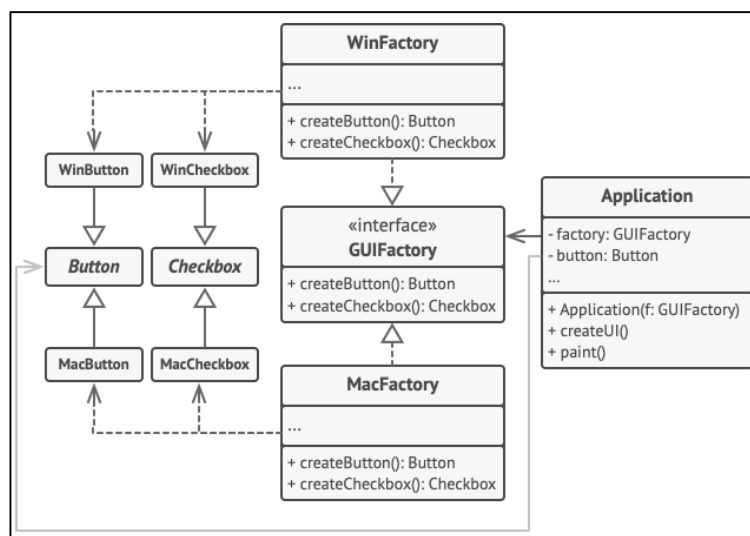 WinFactory
...
+ createButton(): Button
+ createCheckbox(): Checkbox
WinButton
WinCheckbox
Button
Checkbox
MacButton
MacCheckbox
«interface»
GUIFactory
+ createButton(): Button
+ createCheckbox(): Checkbox
MacFactory
...
+ createButton(): Button
+ createCheckbox(): Checkbox
Application
- factory: GUIFactory
- button: Button
...
+ Application(f: GUIFactory)
+ createUI()
+ paint()